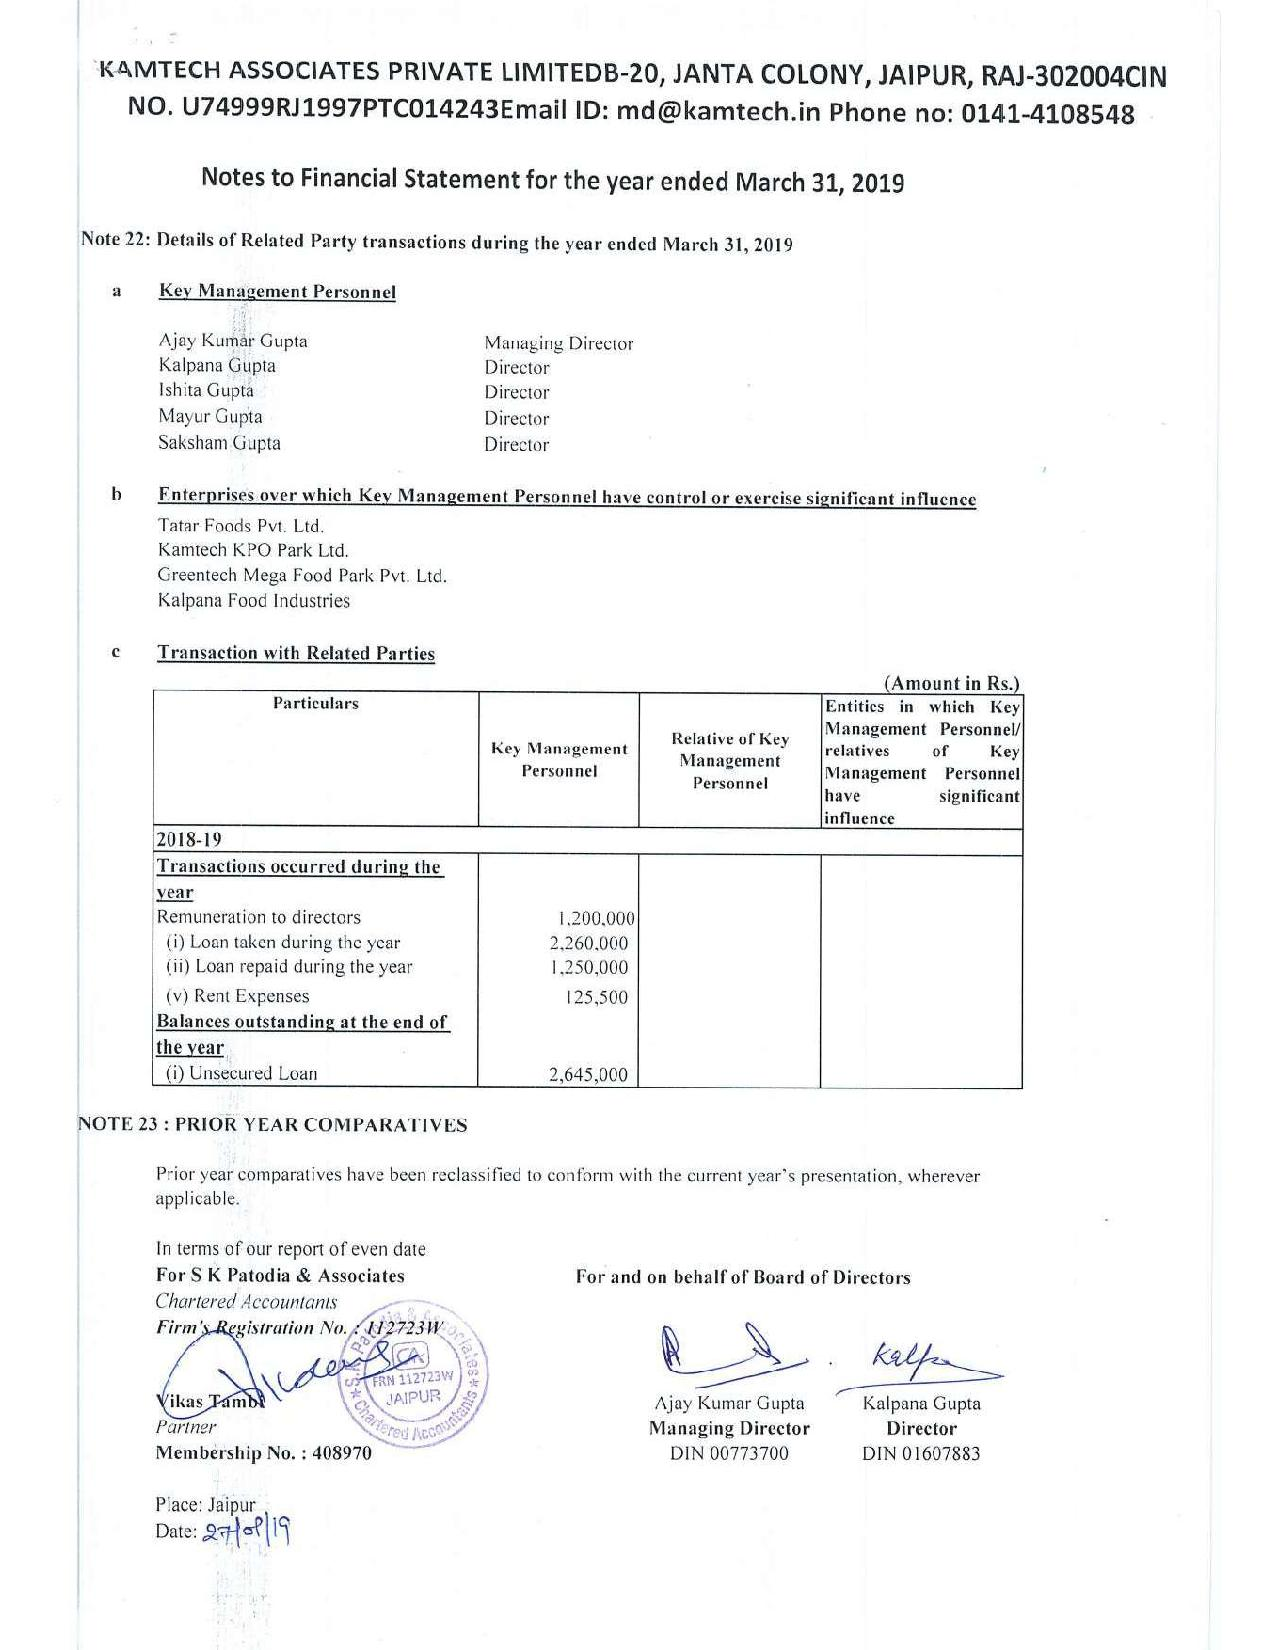 KAMTECH ASSOCIATES PRIVATE LIMITEDB-20, JANTA COLONY, JAIPUR, RAJ-302004CIN
NO. U74999RJ1997PTC014243Email ID: md@kamtech.in Phone no: 0141-4108548
Notes to Financial Statement for the year ended March 31, 2019
Note 22: Details of Related Party transactions during the year ended March 31, 2019
a Key Management Personnel
Ajay Kumar Gupta Managing Director
Kalpana Gupta Director
Ishita Gupta Director
Mayur Gupta Director
Saksham Gupta Director
b Enterprises over which Key Management Personnel have control or exercise significant influence
Tatar Foods Pvt. Ltd.
Kamtech KPO Park Ltd.
Greentech Mega Food Park Pvt. Ltd.
Kalpana Food Industries
c Transaction with Related Parties
(Amount in Rs.)
Particulars
Key Management
Personnel
Relative of Key
Management
Personnel
Entities in which Key
Management Personnel/
relatives of Key
Management Personnel
have significant
influence
2018-19
Transactions occurred during the
year
Remuneration to directors 1,200,000
(i) Loan taken during the year 2,260,000
(ii) Loan repaid during the year 1,250,000
(v) Rent Expenses 125,500
Balances outstanding at the end of
the year
(i) Unsecured Loan 2,645,000
NOTE 23 : PRIOR YEAR COMPARATIVES
Prior year comparatives have been reclassified to conform with the current year's presentation, wherever
applicable.
In terms of our report of even date
For S K Patodia & Associates For and on behalf of Board of Directors
Chartered Accountants
Firm's Registration No. : 112723W
S.K. Patodia & Associates * Chartered Accountants *
CA
FRN 112723W
JAIPUR
Vikas Tambi
Partner
Membership No. : 408970
Ajay Kumar Gupta Kalpana Gupta
Managing Director Director
DIN 00773700 DIN 01607883
Place: Jaipur
Date: 27/08/19